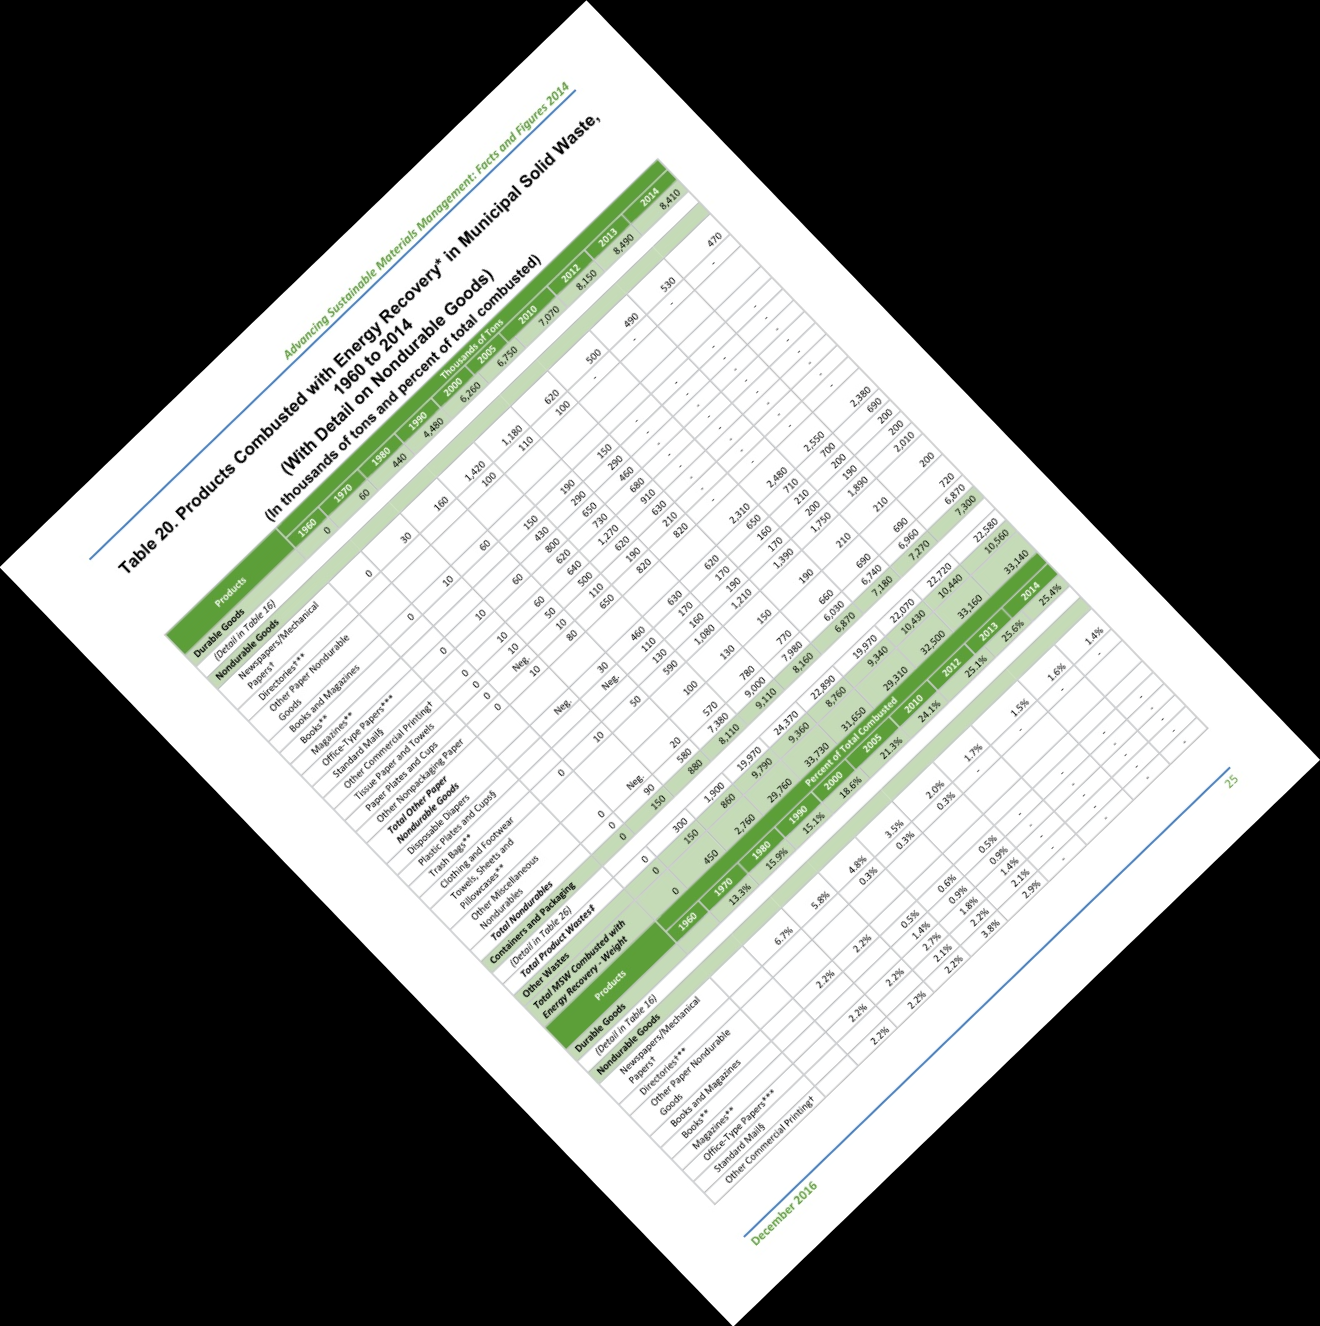 Advancing Sustainable Materials Management: Facts and Figures 2014
Table 20. Products Combusted with Energy Recovery* in Municipal Solid Waste,
1960 to 2014
(With Detail on Nondurable Goods)
(In thousands of tons and percent of total combusted)
Thousands of Tons
Products 1960 1970 1980 1990 2000 2005 2010 2012 2013 2014
Durable Goods 0 60 440 4,480 6,260 6,750 7,070 8,150 8,490 8,410
(Detail in Table 16)
Nondurable Goods
Newspapers/Mechanical
Papers† 0 30 160 1,420 1,180 620 500 490 530 470
Directories†** 100 110 100 - - - -
Other Paper Nondurable
Goods
Books and Magazines 0 10 60
Books** 150 190 150 - - - -
Magazines** 430 290 290 - - - -
Office-Type Papers*** 0 10 60 800 650 460 - - - -
Standard Mail§ 620 730 680 - - - -
Other Commercial Printing† 0 10 60 640 1,270 910 - - - -
Tissue Paper and Towels 0 10 50 500 620 630 - - - -
Paper Plates and Cups 0 Neg. 10 110 190 210 - - - -
Other Nonpackaging Paper 0 10 80 650 820 820 - - - -
Total Other Paper
Nondurable Goods 2,310 2,480 2,550 2,380
Disposable Diapers Neg. 30 460 630 620 650 710 700 690
Plastic Plates and Cups§ Neg. 110 170 170 160 210 200 200
Trash Bags** 130 160 190 170 200 190 200
Clothing and Footwear 0 10 50 590 1,080 1,210 1,390 1,750 1,890 2,010
Towels, Sheets and
Pillowcases** 100 130 150 190 210 210 200
Other Miscellaneous
Nondurables 0 Neg. 20 570 780 770 660 690 690 720
Total Nondurables 0 90 580 7,380 9,000 7,980 6,030 6,740 6,960 6,870
Containers and Packaging 0 150 880 8,110 9,110 8,160 6,870 7,180 7,270 7,300
(Detail in Table 26)
Total Product Wastes‡ 0 300 1,900 19,970 24,370 22,890 19,970 22,070 22,720 22,580
Other Wastes 0 150 860 9,790 9,360 8,760 9,340 10,430 10,440 10,560
Total MSW Combusted with
Energy Recovery - Weight 0 450 2,760 29,760 33,730 31,650 29,310 32,500 33,160 33,140
Percent of Total Combusted
Products 1960 1970 1980 1990 2000 2005 2010 2012 2013 2014
Durable Goods 13.3% 15.9% 15.1% 18.6% 21.3% 24.1% 25.1% 25.6% 25.4%
(Detail in Table 16)
Nondurable Goods
Newspapers/Mechanical
Papers† 6.7% 5.8% 4.8% 3.5% 2.0% 1.7% 1.5% 1.6% 1.4%
Directories†** 0.3% 0.3% 0.3% - - - -
Other Paper Nondurable
Goods
Books and Magazines 2.2% 2.2%
Books** 0.5% 0.6% 0.5% - - - -
Magazines** 1.4% 0.9% 0.9% - - - -
Office-Type Papers*** 2.2% 2.2% 2.7% 1.8% 1.4% - - - -
Standard Mail§ 2.1% 2.2% 2.1% - - - -
Other Commercial Printing† 2.2% 2.2% 2.2% 3.8% 2.9% - - - -
December 2016
25